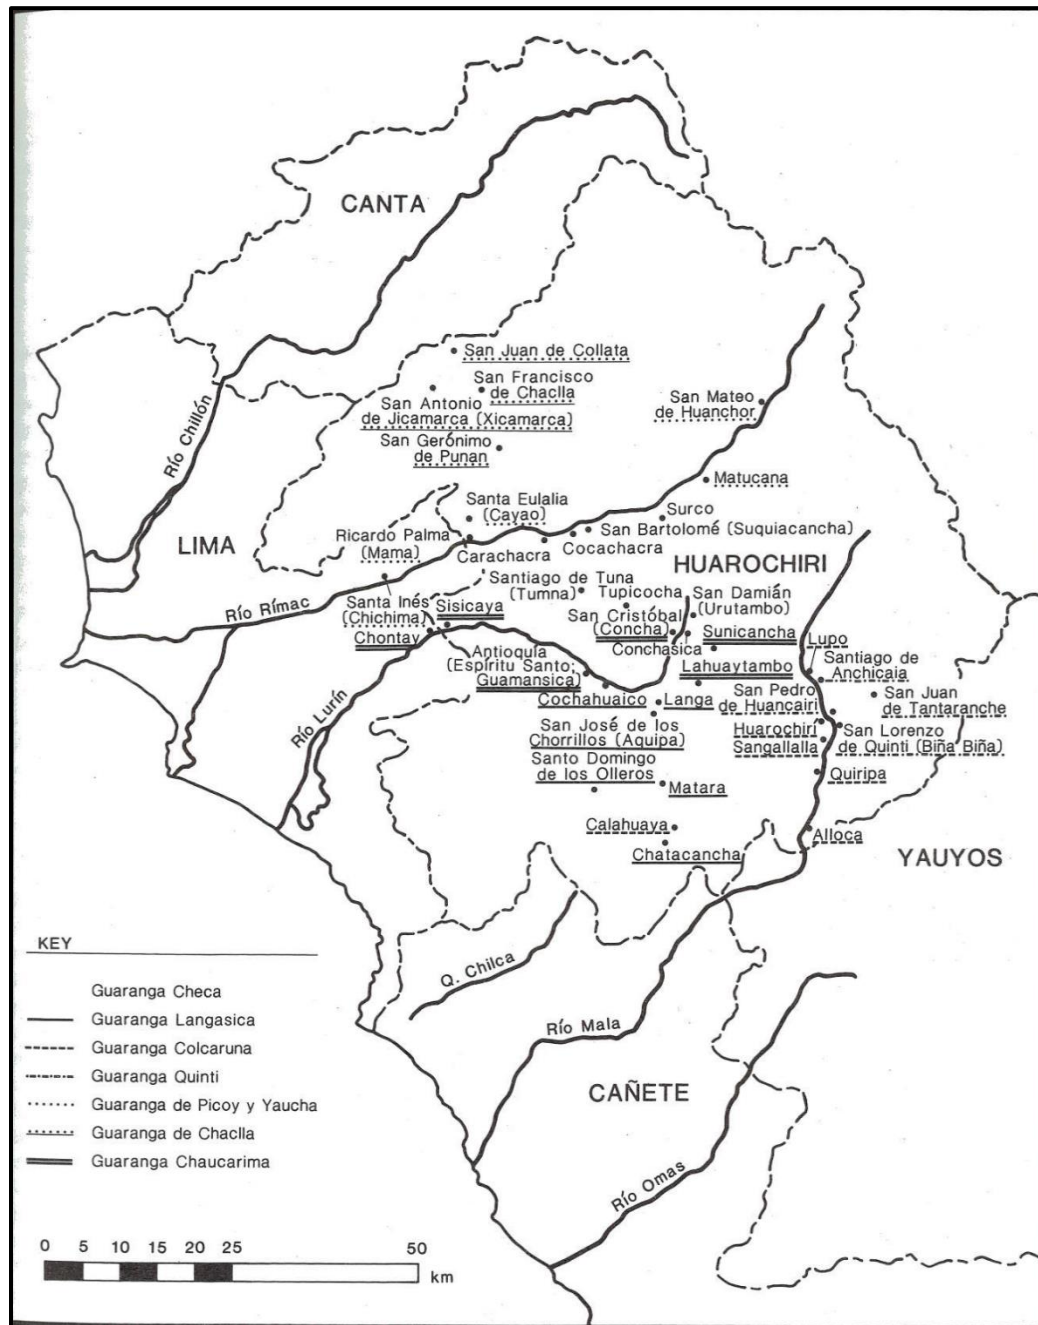 CANTA
San Juan de Collata
San Francisco
de Chaclla
San Antonio
de Jicamarca (Xicamarca)
San Gerónimo
de Punan
San Mateo
de Huanchor
Río Chillón
Matucana
Santa Eulalia
(Cayao)
Surco
San Bartolomé (Suquiacancha)
LIMA
Ricardo Palma
(Mama)
Carachacra
Cocachacra
HUAROCHIRI
Santiago de Tuna
(Tumna)
Tupicocha
San Damián
(Urutambo)
Río Rímac
Santa Inés
(Chichima)
Sisicaya
San Cristóbal
(Concha)
Sunicancha
Chontay
Conchasica
Lupo
Antioquía
(Espíritu Santo;
Guamansica)
Lahuaytambo
Santiago de
Anchicaia
Cochahuaico
Langa
San Pedro
de Huancairi
San Juan
de Tantaranche
Río Lurín
San José de los
Chorrillos (Aquipa)
Huarochirí
Sangallalla
San Lorenzo
de Quinti (Biña Biña)
Santo Domingo
de los Olleros
Matara
Quiripa
Calahuaya
Alloca
Chatacancha
YAUYOS
KEY
Guaranga Checa
Guaranga Langasica
Guaranga Colcaruna
Guaranga Quinti
Guaranga de Picoy y Yaucha
Guaranga de Chaclla
Guaranga Chaucarima
Q. Chilca
Río Mala
CAÑETE
Río Omas
0 5 10 15 20 25 50
km